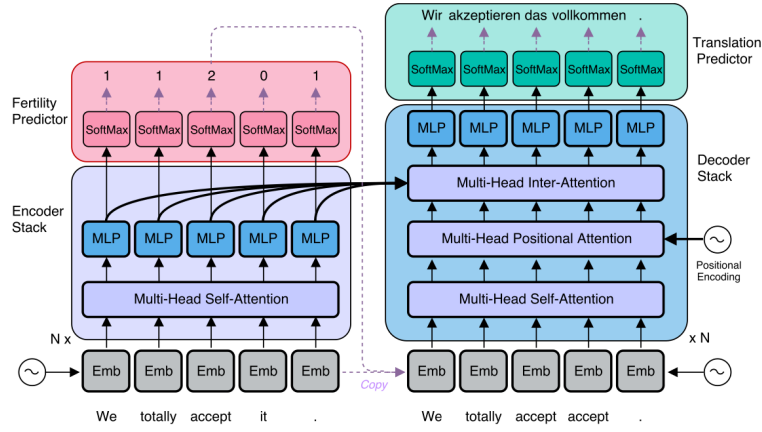 Wir akzeptieren das vollkommen .
Translation
Predictor
SoftMax SoftMax SoftMax SoftMax SoftMax
1 1 2 0 1
Fertility
Predictor
SoftMax SoftMax SoftMax SoftMax SoftMax
MLP MLP MLP MLP MLP
Decoder
Stack
Multi-Head Inter-Attention
Encoder
Stack
MLP MLP MLP MLP MLP
Multi-Head Positional Attention
Positional
Encoding
Multi-Head Self-Attention
Multi-Head Self-Attention
N x
x N
Emb Emb Emb Emb Emb
Copy
Emb Emb Emb Emb Emb
We totally accept it .
We totally accept accept .